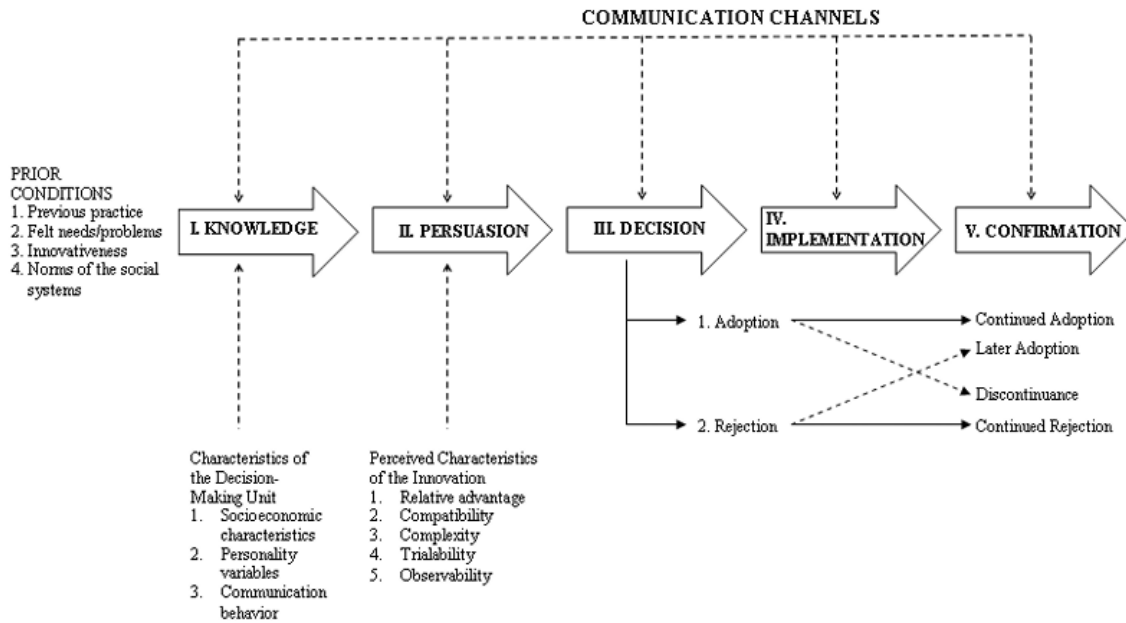 COMMUNICATION CHANNELS
PRIOR
CONDITIONS
1. Previous practice
2. Felt needs/problems
3. Innovativeness
4. Norms of the social
systems
I. KNOWLEDGE
II. PERSUASION
III. DECISION
IV.
IMPLEMENTATION
V. CONFIRMATION
1. Adoption
2. Rejection
Continued Adoption
Later Adoption
Discontinuance
Continued Rejection
Characteristics of
the Decision-
Making Unit
1. Socioeconomic
characteristics
2. Personality
variables
3. Communication
behavior
Perceived Characteristics
of the Innovation
1. Relative advantage
2. Compatibility
3. Complexity
4. Trialability
5. Observability